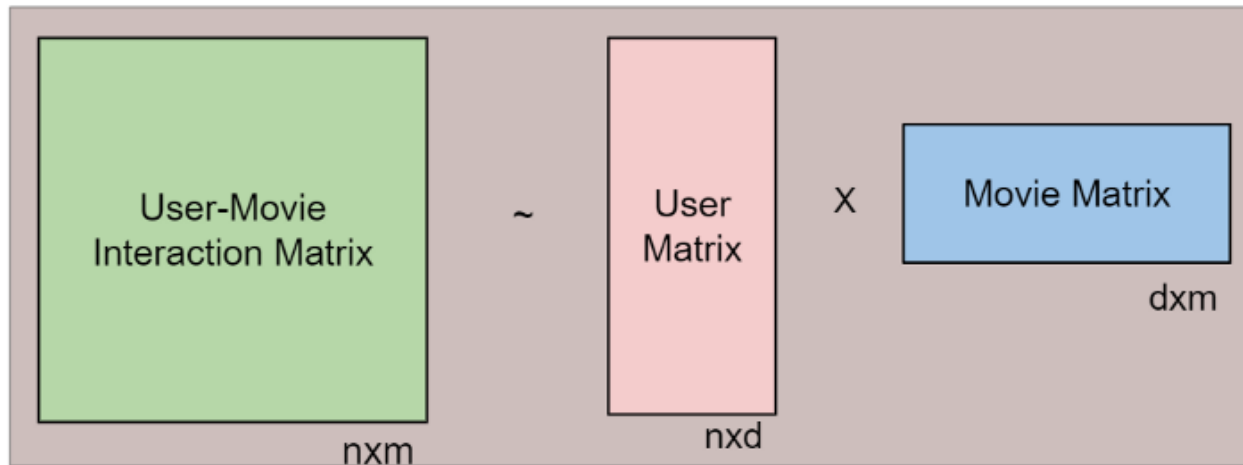 User-Movie
Interaction Matrix
nxm
~
User
Matrix
nxd
X
Movie Matrix
dxm